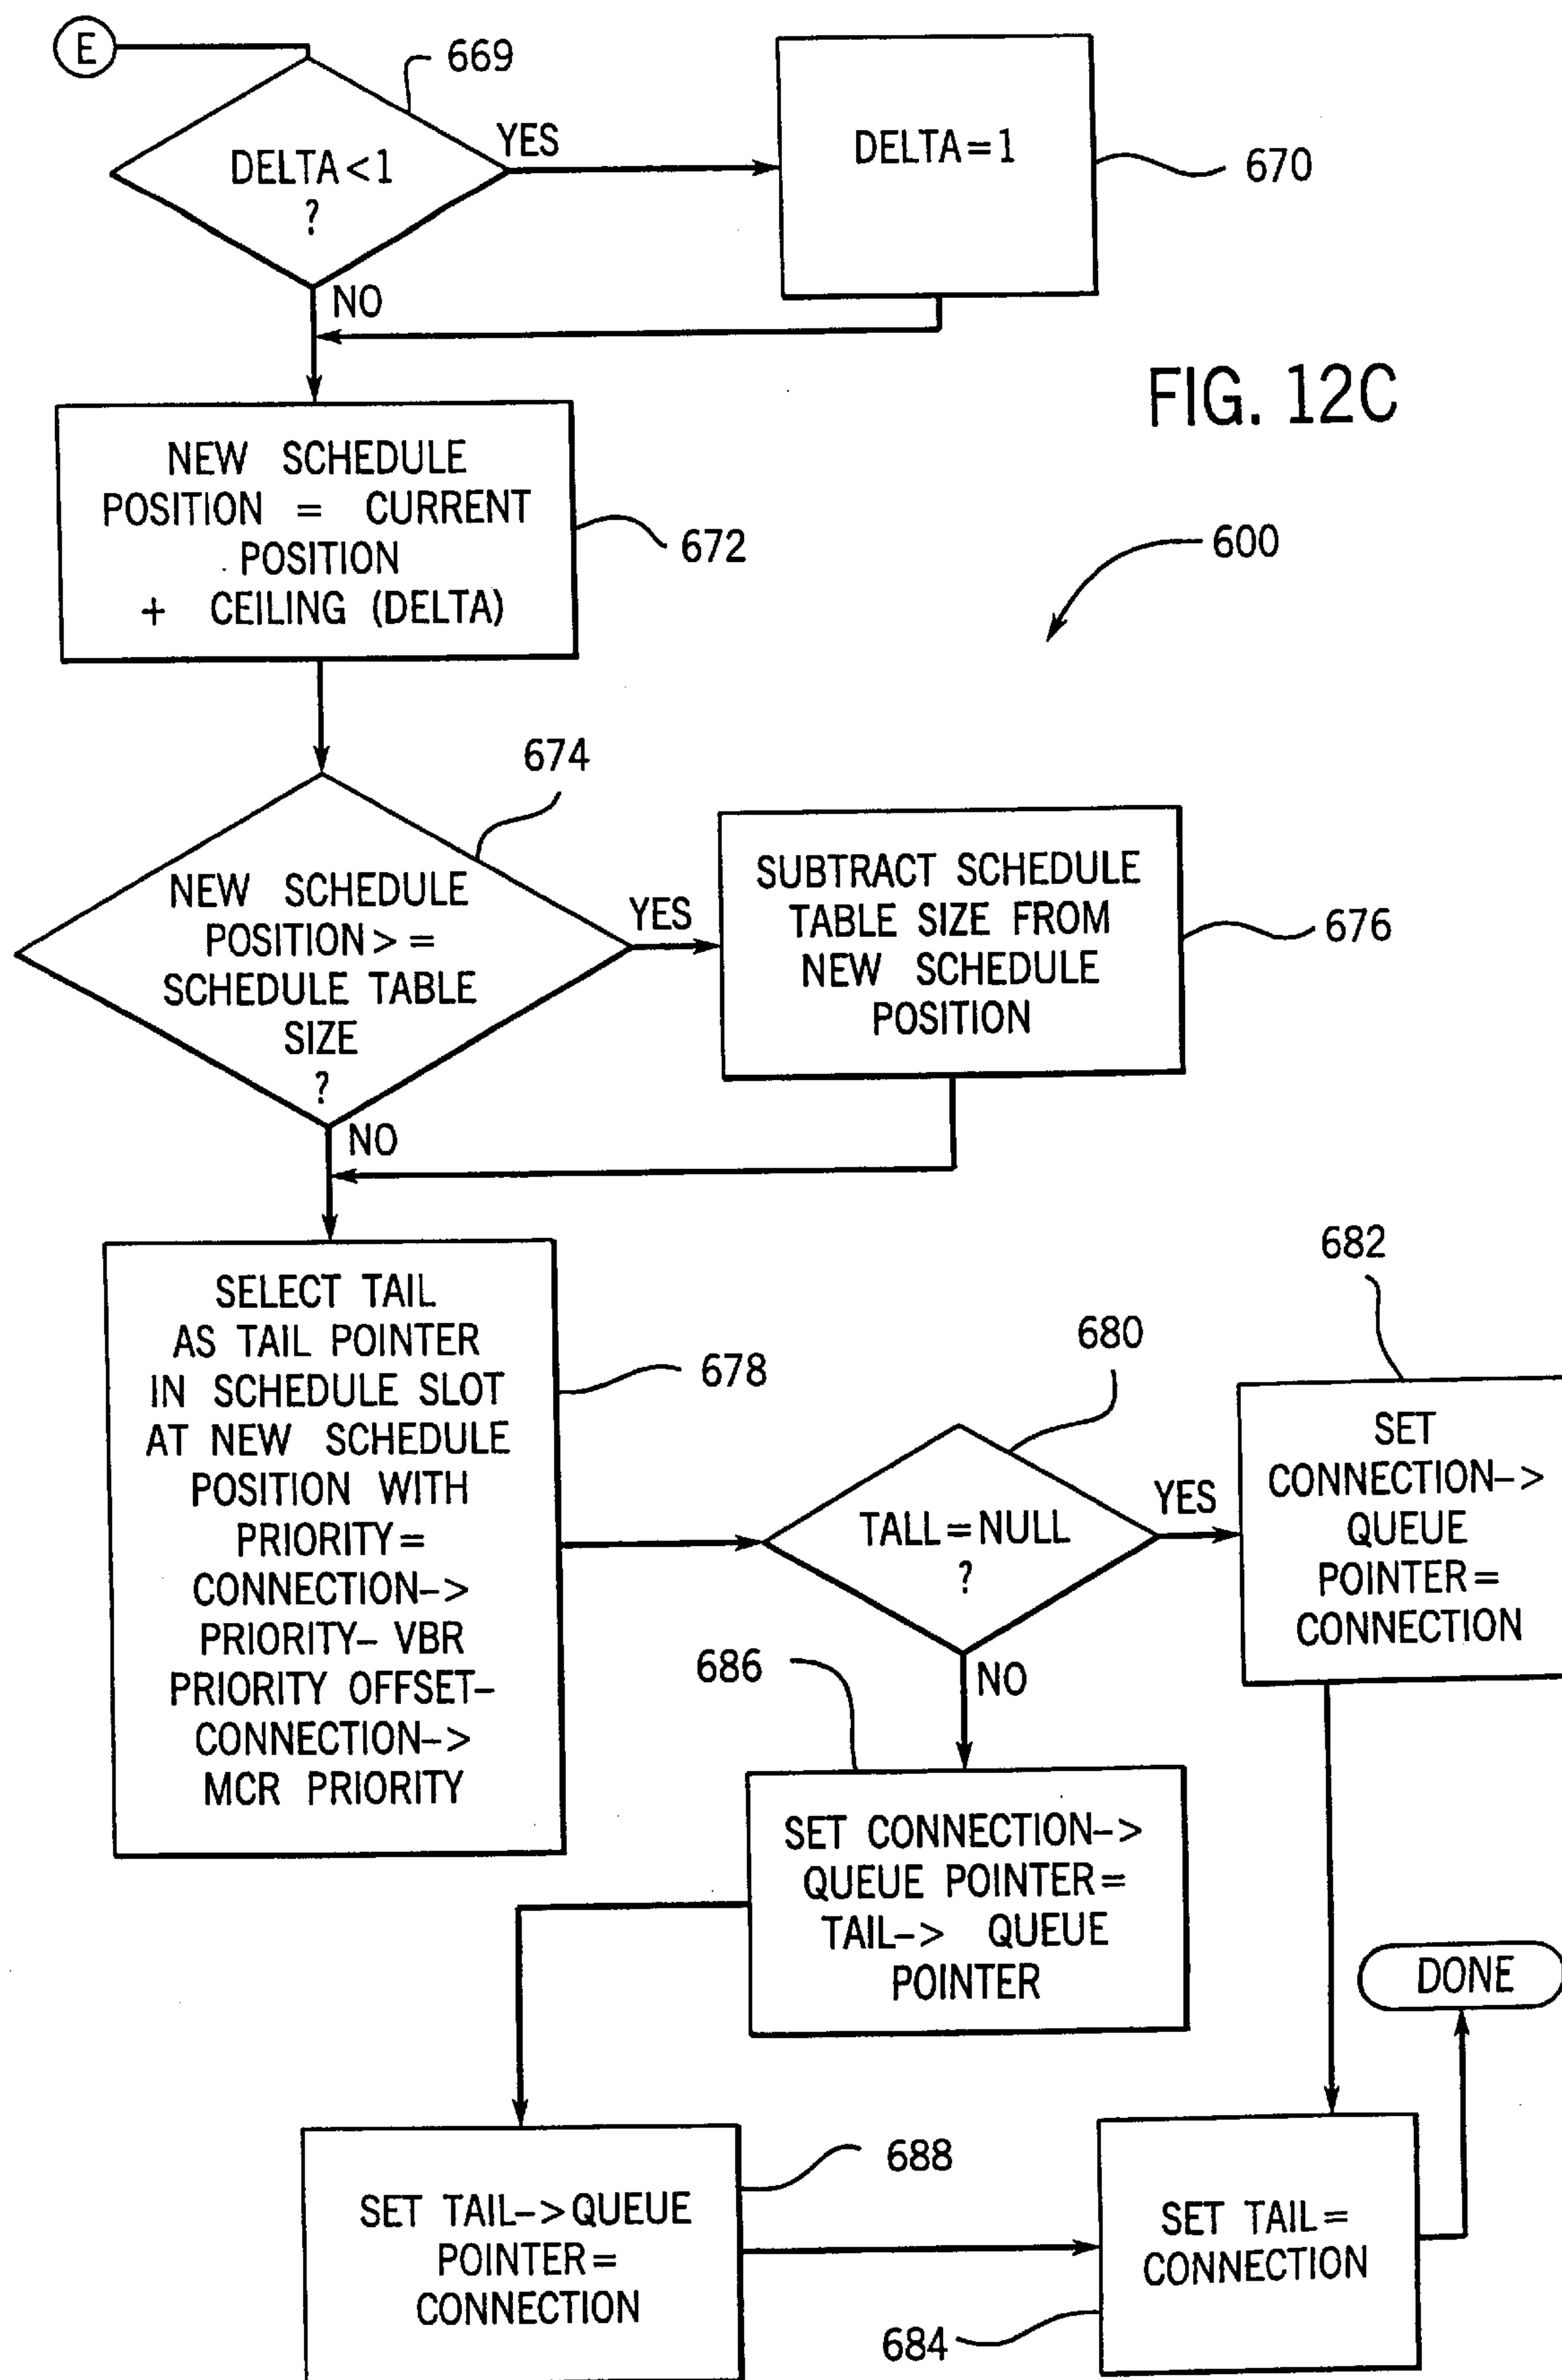 E
669
DELTA<1
?
YES
DELTA=1
670
NO
FIG. 12C
NEW SCHEDULE
POSITION = CURRENT
POSITION
+ CEILING (DELTA)
672
600
674
NEW SCHEDULE
POSITION>=
SCHEDULE TABLE
SIZE
?
YES
SUBTRACT SCHEDULE
TABLE SIZE FROM
NEW SCHEDULE
POSITION
676
NO
SELECT TAIL
AS TAIL POINTER
IN SCHEDULE SLOT
AT NEW SCHEDULE
POSITION WITH
PRIORITY=
CONNECTION->
PRIORITY- VBR
PRIORITY OFFSET-
CONNECTION->
MCR PRIORITY
678
680
TALL=NULL
?
YES
682
SET
CONNECTION->
QUEUE
POINTER=
CONNECTION
NO
686
SET CONNECTION->
QUEUE POINTER=
TAIL-> QUEUE
POINTER
DONE
688
SET TAIL->QUEUE
POINTER=
CONNECTION
SET TAIL=
CONNECTION
684